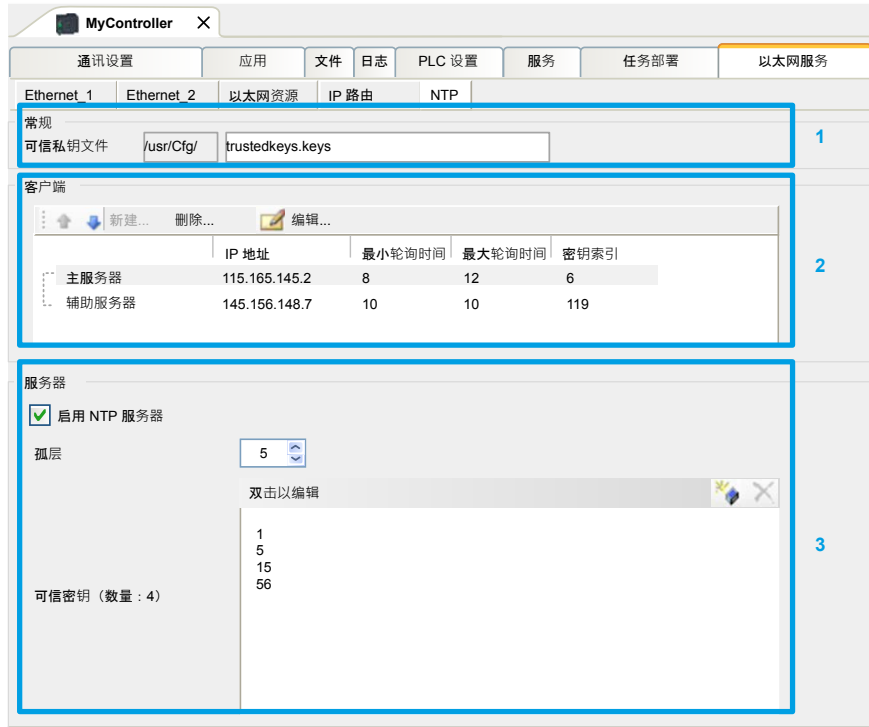 MyController
通讯设置 应用 文件 日志 PLC 设置 服务 任务部署 以太网服务
Ethernet_1 Ethernet_2 以太网资源 IP 路由 NTP
常规
可信私钥文件 /usr/Cfg/ trustedkeys.keys
1
客户端
新建... 删除... 编辑...
IP 地址 最小轮询时间 最大轮询时间 密钥索引
主服务器 115.165.145.2 8 12 6
2
辅助服务器 145.156.148.7 10 10 119
服务器
启用 NTP 服务器
孤层 5
双击以编辑
1
5
3
15
56
可信密钥（数量：4）